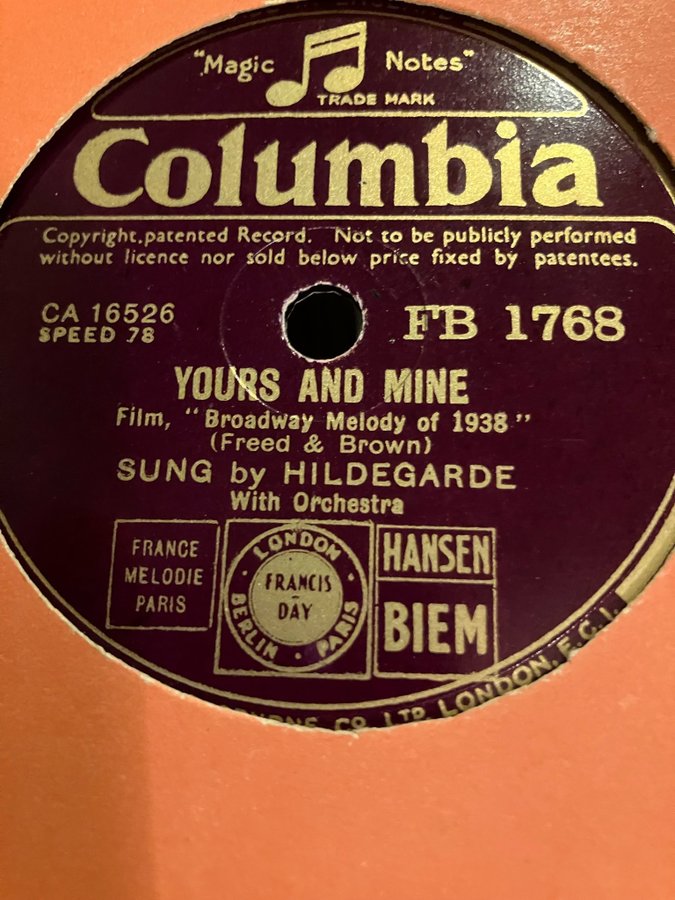 "Magic Notes"
TRADE MARK
Columbia
Copyright, patented Record. Not to be publicly performed
without licence nor sold below price fixed by patentees.
CA 16526
SPEED 78
FB 1768
YOURS AND MINE
Film, "Broadway Melody of 1938"
(Freed & Brown)
SUNG by HILDEGARDE
With Orchestra
FRANCE
MELODIE
PARIS
LONDON
FRANCIS
DAY
BERLIN · PARIS
HANSEN
BIEM
CO. LTD. LONDON, E.C.1.